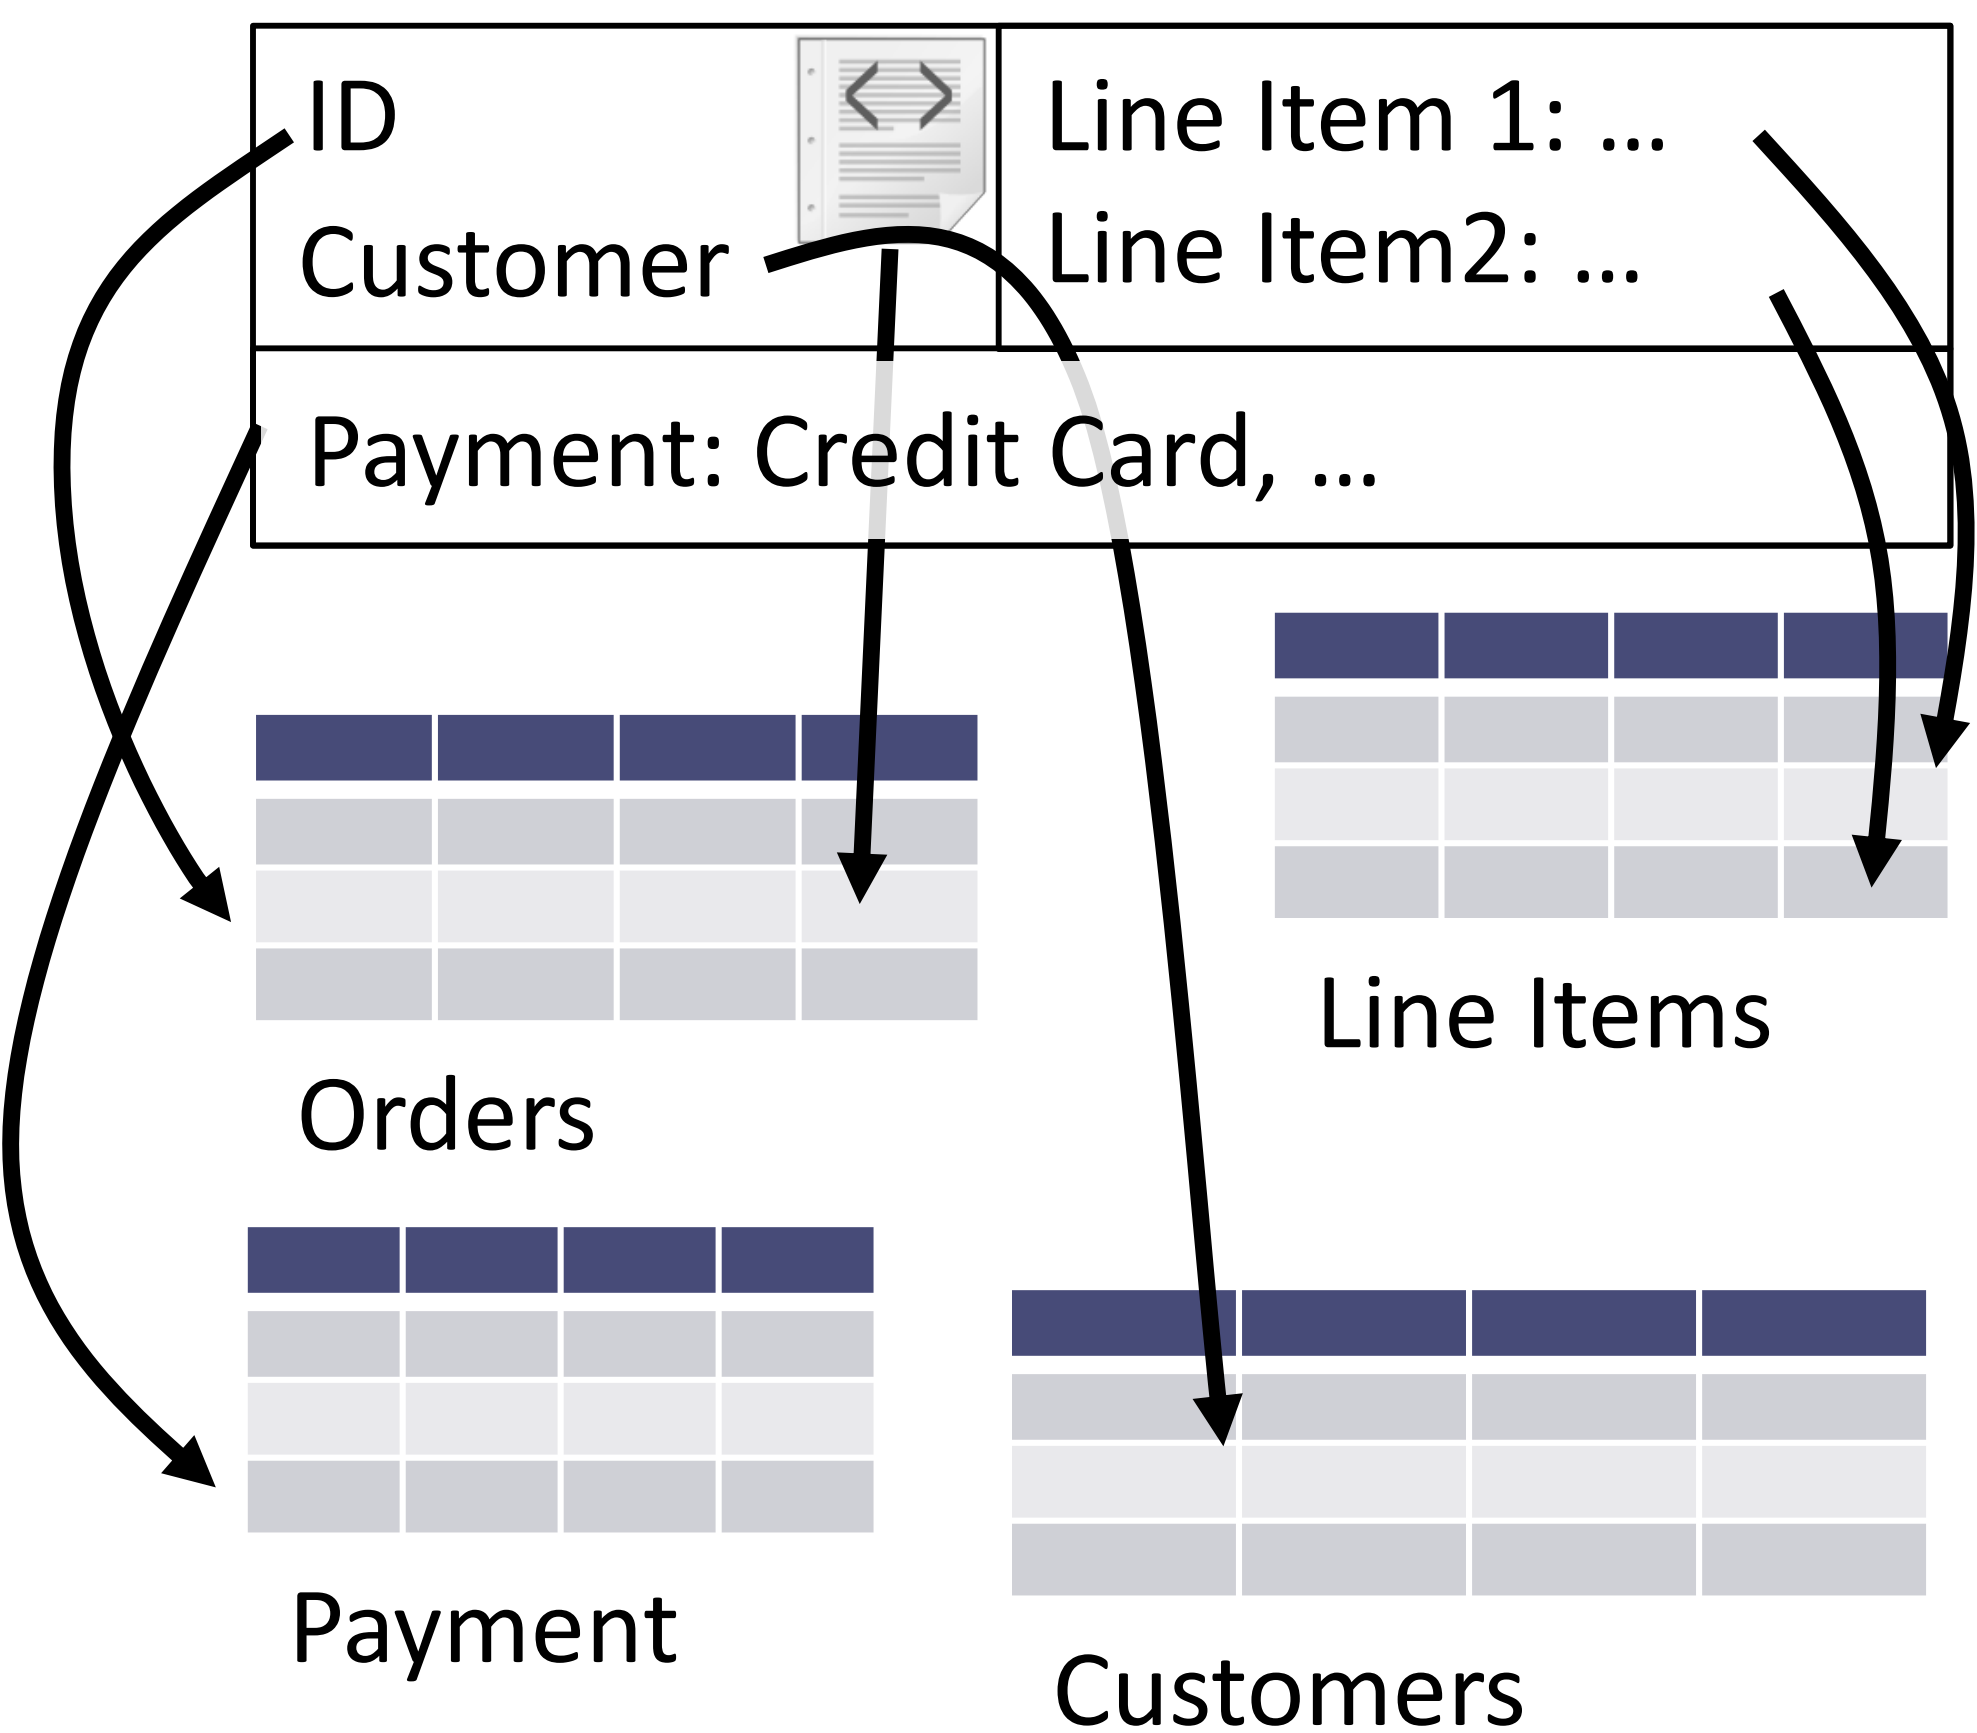 ID
Customer
Line Item 1: ...
Line Item2: ...
Payment: Credit Card, ...
Line Items
Orders
Payment
Customers